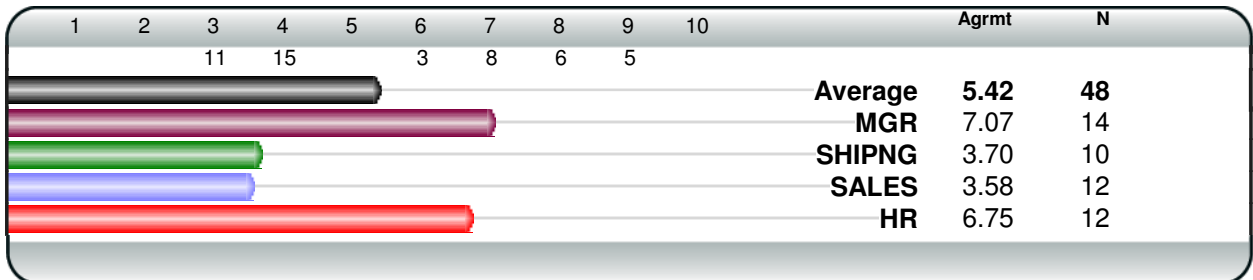 1 2 3 4 5 6 7 8 9 10 Agrmt N
11 15 3 8 6 5
Average 5.42 48
MGR 7.07 14
SHIPNG 3.70 10
SALES 3.58 12
HR 6.75 12